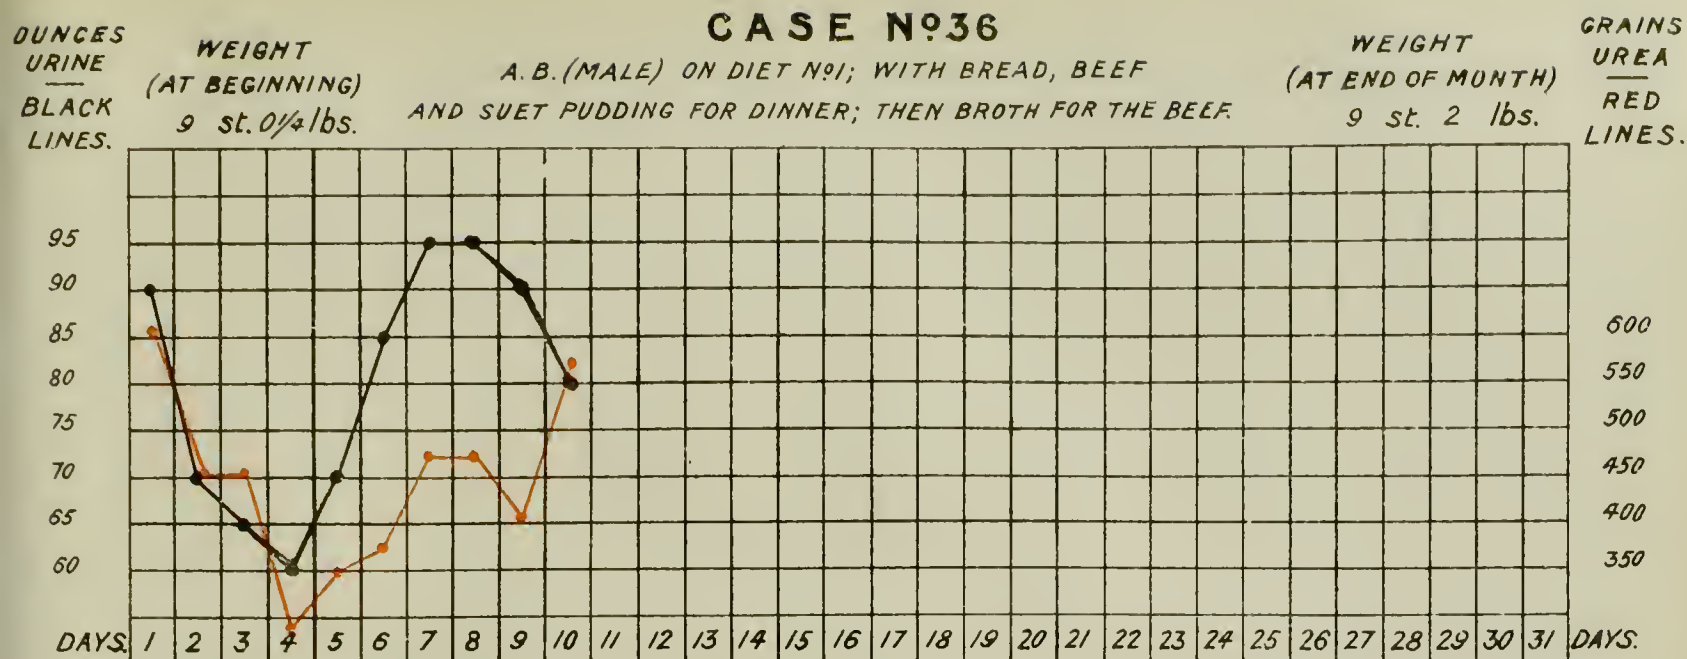 CASE Nº36
OUNCES
URINE
BLACK
LINES.
WEIGHT
(AT BEGINNING)
9 st. 0¼ lbs.
A.B. (MALE) ON DIET Nº1; WITH BREAD, BEEF
AND SUET PUDDING FOR DINNER; THEN BROTH FOR THE BEEF.
WEIGHT
(AT END OF MONTH)
9 st. 2 lbs.
GRAINS
UREA
RED
LINES.
95
90
85
80
75
70
65
60
600
550
500
450
400
350
DAYS. 1 2 3 4 5 6 7 8 9 10 11 12 13 14 15 16 17 18 19 20 21 22 23 24 25 26 27 28 29 30 31 DAYS.